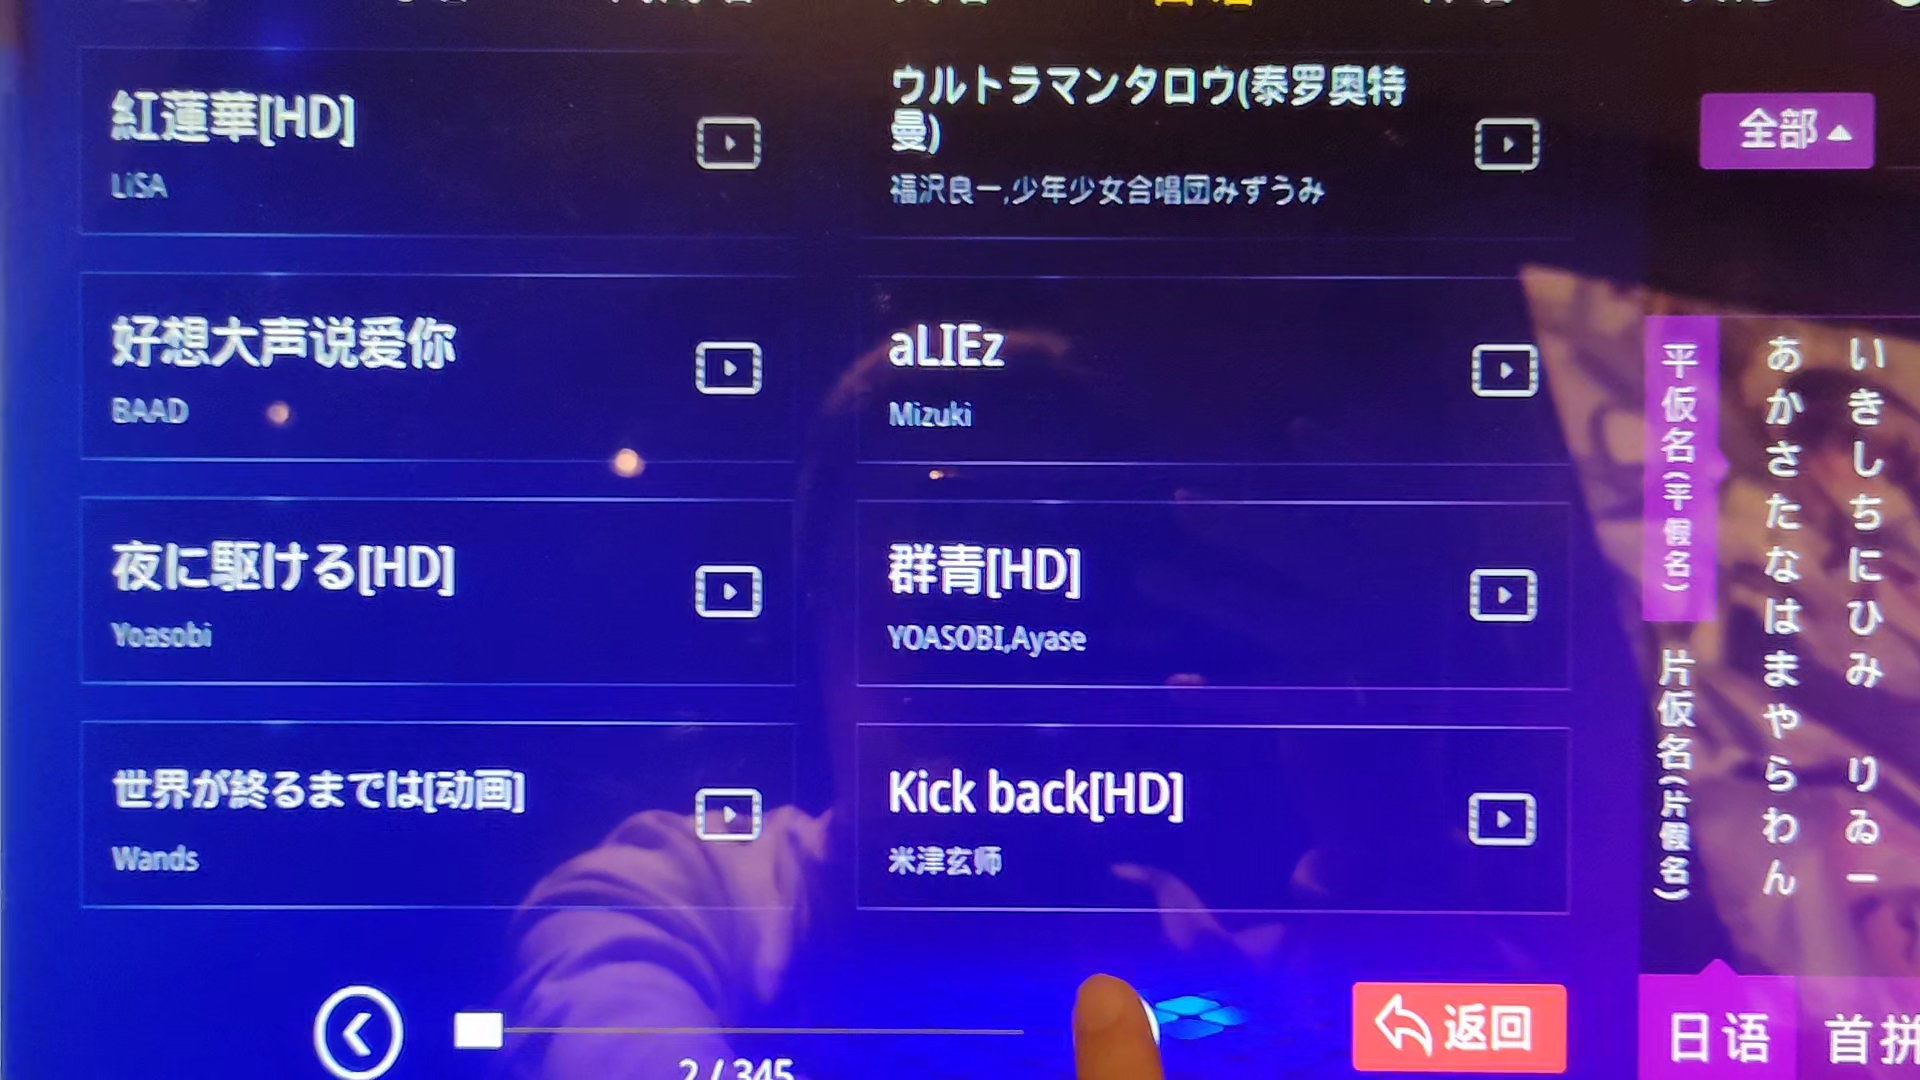 紅蓮華[HD]
LiSA
ウルトラマンタロウ(泰罗奥特
曼)
福沢良一,少年少女合唱団みずうみ
全部
好想大声说爱你
BAAD
aLIEz
Mizuki
夜に駆ける[HD]
Yoasobi
群青[HD]
YOASOBI,Ayase
世界が終るまでは[动画]
Wands
Kick back[HD]
米津玄师
平仮名(平假名)
片仮名(片假名)
あかさたなはまやらわん
いきしちにひみ りゐー
2/345
返回
日语
首拼